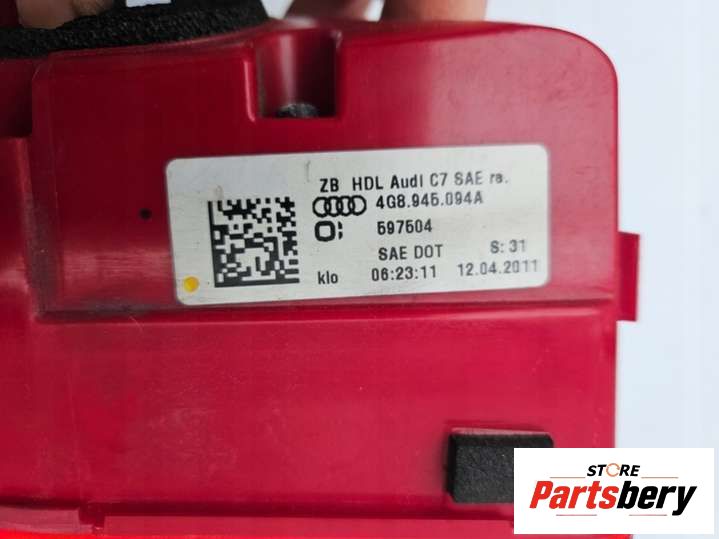 ZB HDL Audi C7 SAE re.
4G8.945.094A
597504
SAE DOT S: 31
klo 06:23:11 12.04.2011
STORE
Partsbery